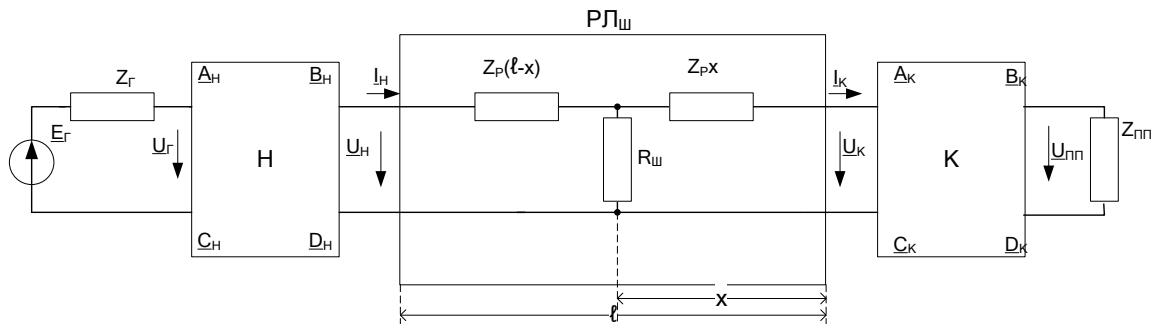 РЛШ
ZГ
AН
BН
IН
ZР(ℓ-x)
ZРx
IК
AК
BК
EГ
UГ
H
UН
RШ
UК
K
UПП
ZПП
CН
DН
CК
DК
x
ℓ